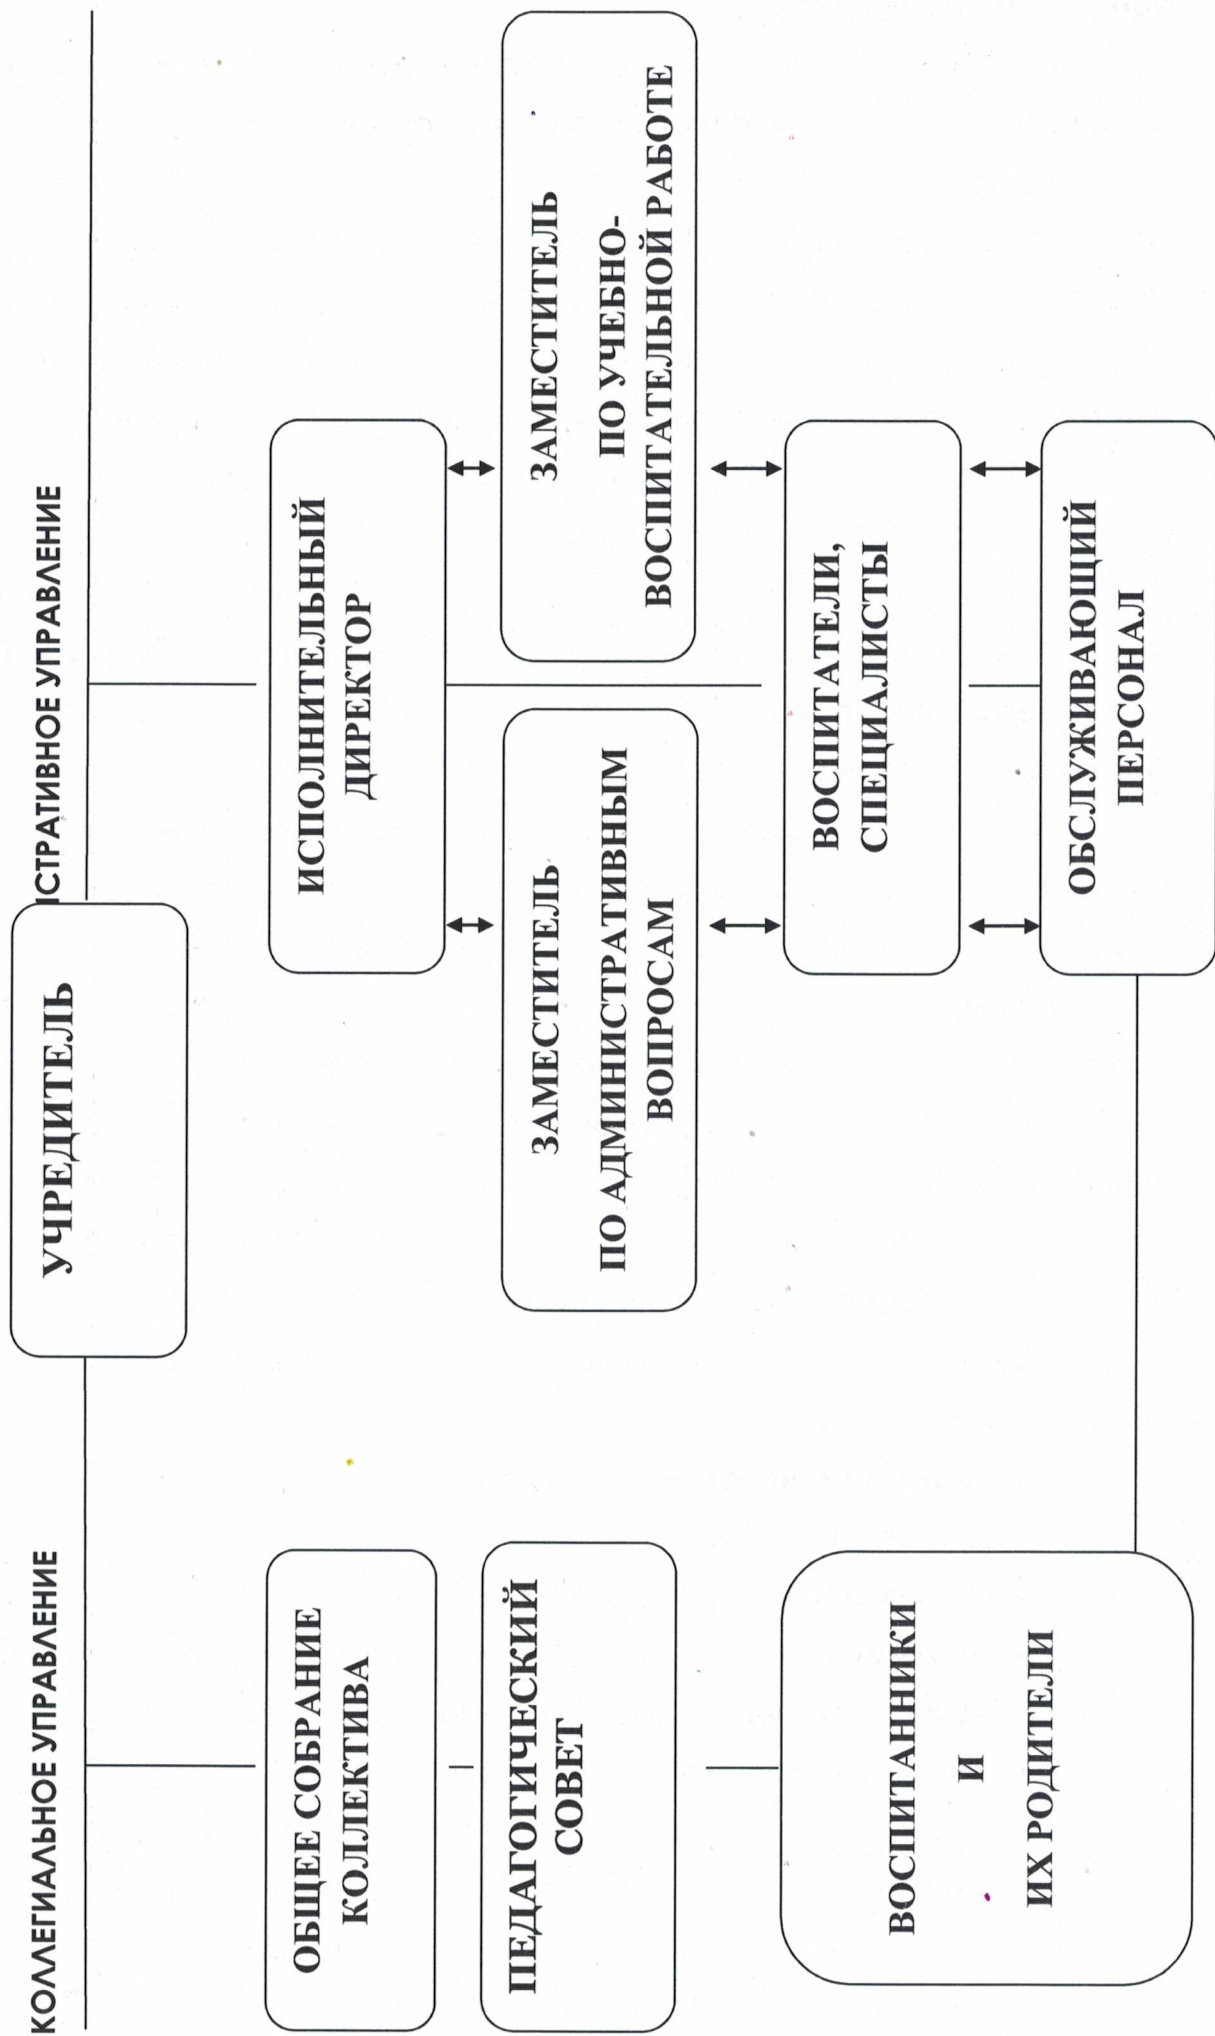 КОЛЛЕГИАЛЬНОЕ УПРАВЛЕНИЕ
УЧРЕДИТЕЛЬ
ИСТРАТИВНОЕ УПРАВЛЕНИЕ
ОБЩЕЕ СОБРАНИЕ
КОЛЛЕКТИВА
ИСПОЛНИТЕЛЬНЫЙ
ДИРЕКТОР
ПЕДАГОГИЧЕСКИЙ
СОВЕТ
ЗАМЕСТИТЕЛЬ
ПО АДМИНИСТРАТИВНЫМ
ВОПРОСАМ
ЗАМЕСТИТЕЛЬ
ПО УЧЕБНО-
ВОСПИТАТЕЛЬНОЙ РАБОТЕ
ВОСПИТАННИКИ
И
ИХ РОДИТЕЛИ
ВОСПИТАТЕЛИ,
СПЕЦИАЛИСТЫ
ОБСЛУЖИВАЮЩИЙ
ПЕРСОНАЛ